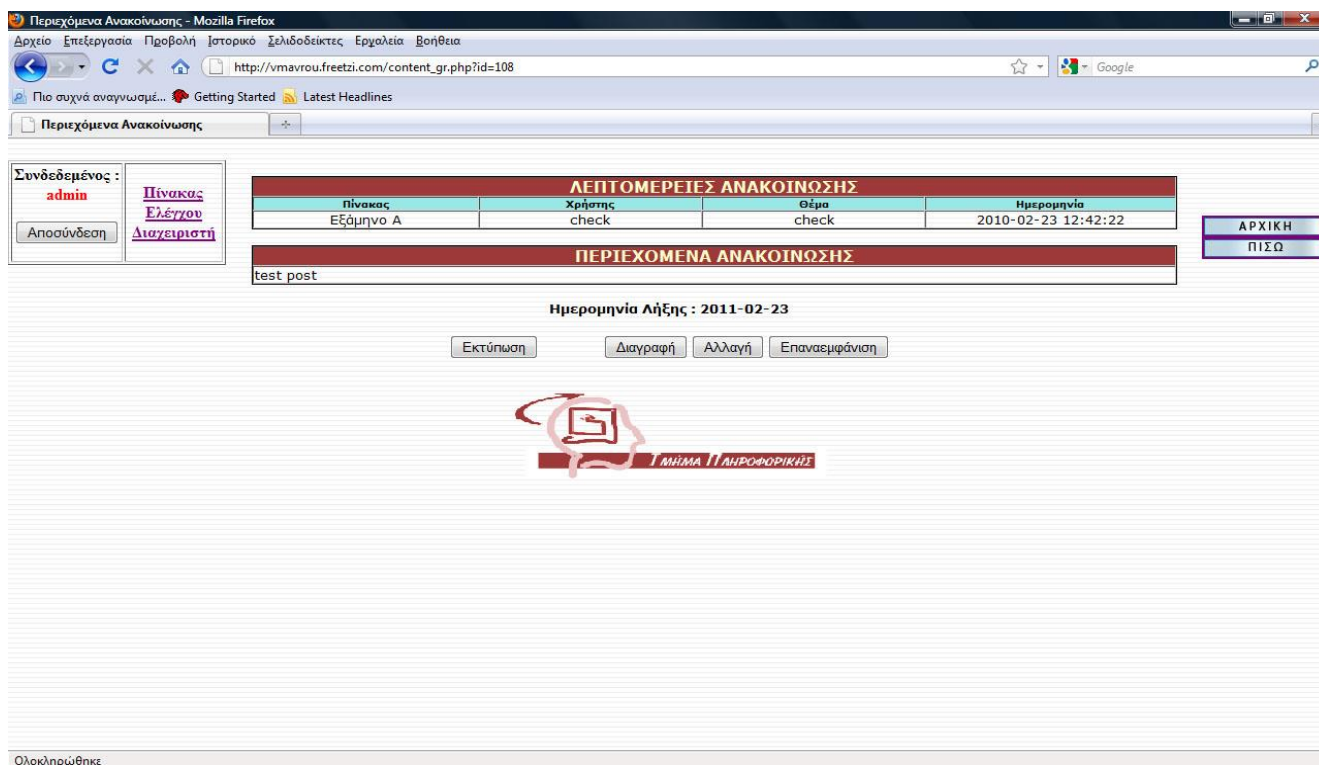 Περιεχόμενα Ανακοίνωσης - Mozilla Firefox
Αρχείο Επεξεργασία Προβολή Ιστορικό Σελιδοδείκτες Εργαλεία Βοήθεια
http://vmavrou.freetzi.com/content_gr.php?id=108
Google
Πιο συχνά αναγνωσμέ... Getting Started Latest Headlines
Περιεχόμενα Ανακοίνωσης
Συνδεδεμένος :
admin
Αποσύνδεση
Πίνακας
Ελέγχου
Διαχειριστή
ΛΕΠΤΟΜΕΡΕΙΕΣ ΑΝΑΚΟΙΝΩΣΗΣ
Πίνακας Χρήστης Θέμα Ημερομηνία
Εξάμηνο Α check check 2010-02-23 12:42:22
ΑΡΧΙΚΗ
ΠΙΣΩ
ΠΕΡΙΕΧΟΜΕΝΑ ΑΝΑΚΟΙΝΩΣΗΣ
test post
Ημερομηνία Λήξης : 2011-02-23
Εκτύπωση Διαγραφή Αλλαγή Επαναεμφάνιση
ΤΜΗΜΑ ΠΛΗΡΟΦΟΡΙΚΗΣ
Ολοκληρώθηκε